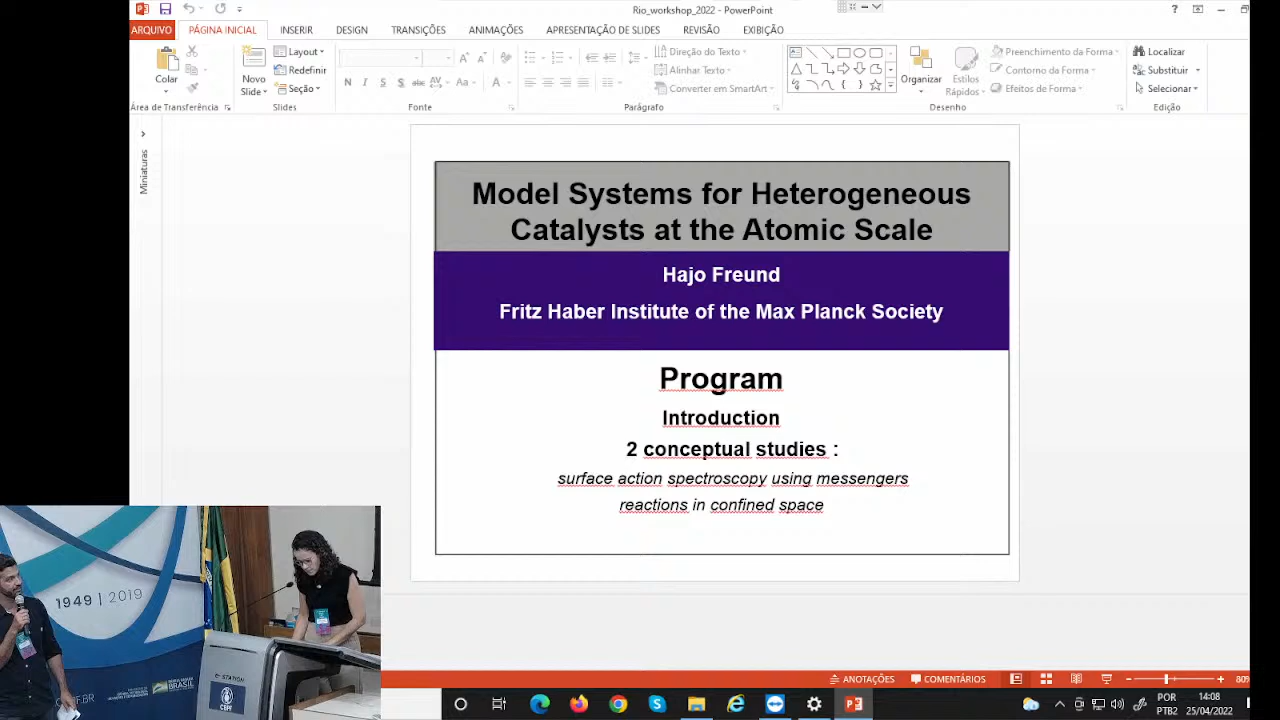 Rio_workshop_2022 - PowerPoint
?
ARQUIVO PÁGINA INICIAL INSERIR DESIGN TRANSIÇÕES ANIMAÇÕES APRESENTAÇÃO DE SLIDES REVISÃO EXIBIÇÃO
Colar
Novo
Slide
Layout
Redefinir
Seção
N I S S abc AV Aa A
Direção do Texto
Alinhar Texto
Converter em SmartArt
Organizar
Estilos
Rápidos
Preenchimento da Forma
Contorno da Forma
Efeitos de Forma
Localizar
Substituir
Selecionar
Área de Transferência Slides Fonte Parágrafo Desenho Edição
Miniaturas
Model Systems for Heterogeneous
Catalysts at the Atomic Scale
Hajo Freund
Fritz Haber Institute of the Max Planck Society
Program
Introduction
2 conceptual studies :
surface action spectroscopy using messengers
reactions in confined space
1949 | 2019
BRASIL
CBPF
ANOTAÇÕES COMENTÁRIOS
POR
PTB2
14:08
25/04/2022